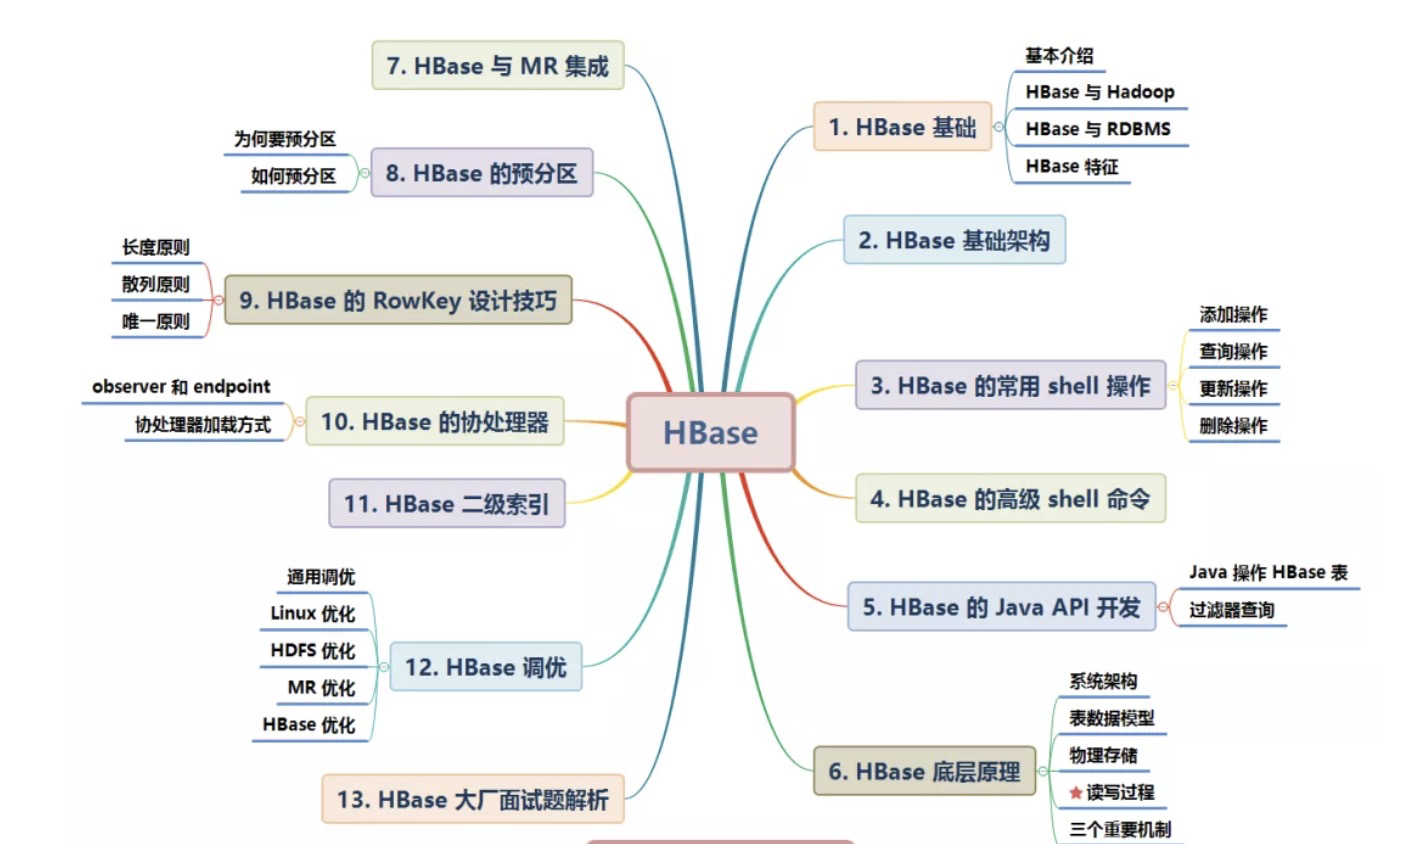 HBase
1. HBase 基础
基本介绍
HBase 与 Hadoop
HBase 与 RDBMS
HBase 特征
2. HBase 基础架构
3. HBase 的常用 shell 操作
添加操作
查询操作
更新操作
删除操作
4. HBase 的高级 shell 命令
5. HBase 的 Java API 开发
Java 操作 HBase 表
过滤器查询
6. HBase 底层原理
系统架构
表数据模型
物理存储
读写过程
三个重要机制
7. HBase 与 MR 集成
8. HBase 的预分区
为何要预分区
如何预分区
9. HBase 的 RowKey 设计技巧
长度原则
散列原则
唯一原则
10. HBase 的协处理器
observer 和 endpoint
协处理器加载方式
11. HBase 二级索引
12. HBase 调优
通用调优
Linux 优化
HDFS 优化
MR 优化
HBase 优化
13. HBase 大厂面试题解析